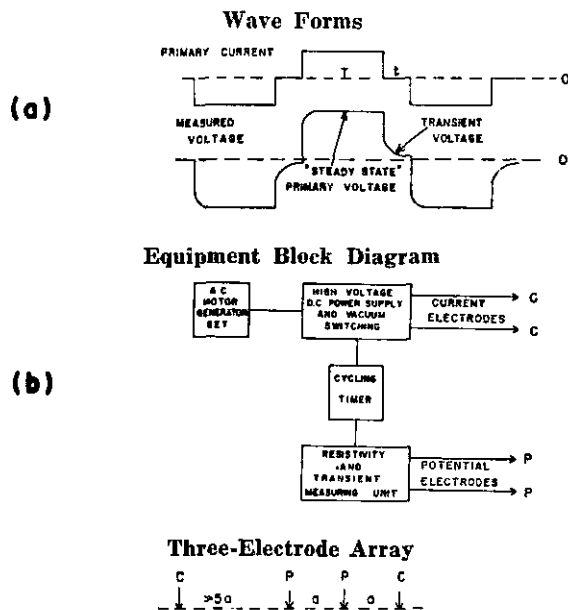 Wave Forms
PRIMARY CURRENT
T
t
O
(a)
MEASURED
VOLTAGE
TRANSIENT
VOLTAGE
O
"STEADY STATE"
PRIMARY VOLTAGE
Equipment Block Diagram
A C
MOTOR
GENERATOR
SET
HIGH VOLTAGE
D.C POWER SUPPLY
AND VACUUM
SWITCHING
CURRENT
ELECTRODES
C
C
(b)
CYCLING
TIMER
RESISTIVITY
AND
TRANSIENT
MEASURING UNIT
POTENTIAL
ELECTRODES
P
P
Three-Electrode Array
C P P C
>5a a a